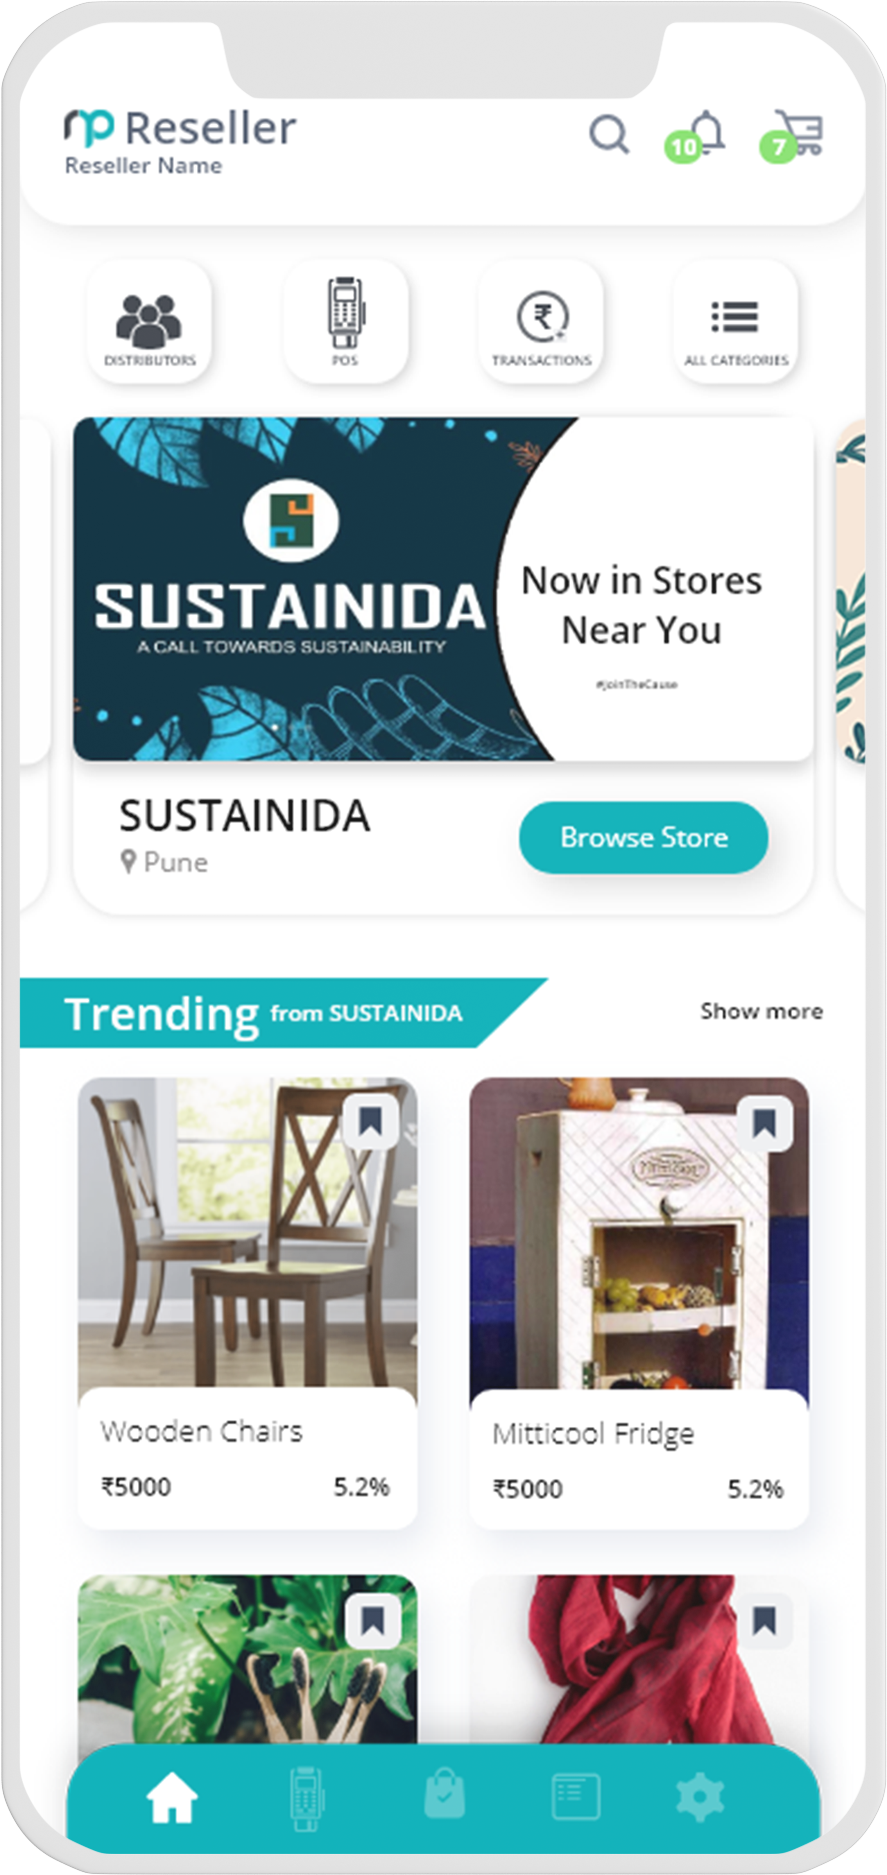 rp Reseller
Reseller Name
10
7
DISTRIBUTORS
POS
TRANSACTIONS
ALL CATEGORIES
SUSTAINIDA
A CALL TOWARDS SUSTAINABILITY
Now in Stores
Near You
#JoinTheCause
SUSTAINIDA
Pune
Browse Store
Trending from SUSTAINIDA
Show more
Mitticool
Wooden Chairs
₹5000 5.2%
Mitticool Fridge
₹5000 5.2%